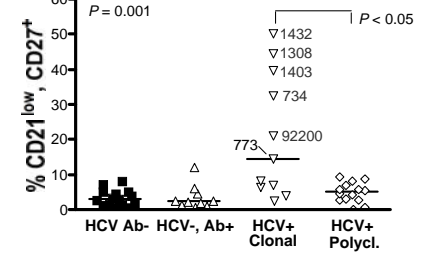 60
P = 0.001
P < 0.05
% CD21low, CD27+
50
40
30
20
10
0
1432
1308
1403
734
92200
773
HCV Ab-
HCV-, Ab+
HCV+
Clonal
HCV+
Polycl.